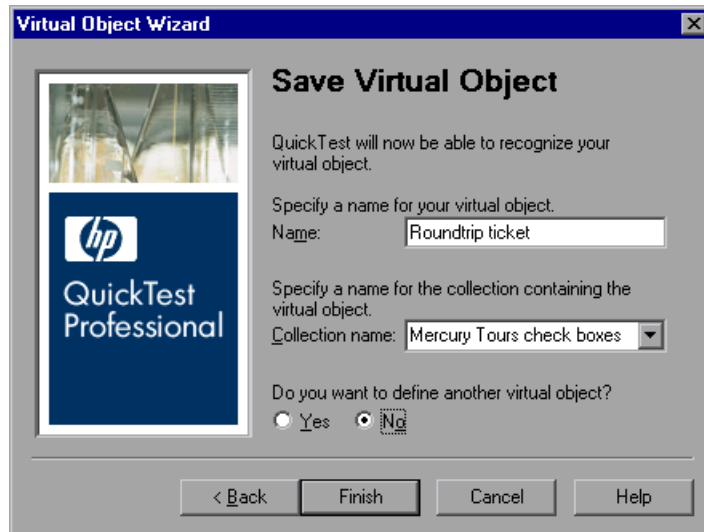 Virtual Object Wizard
Save Virtual Object
QuickTest will now be able to recognize your
virtual object.
Specify a name for your virtual object.
Name: Roundtrip ticket
Specify a name for the collection containing the
virtual object.
Collection name: Mercury Tours check boxes
Do you want to define another virtual object?
Yes No
hp
QuickTest
Professional
< Back Finish Cancel Help